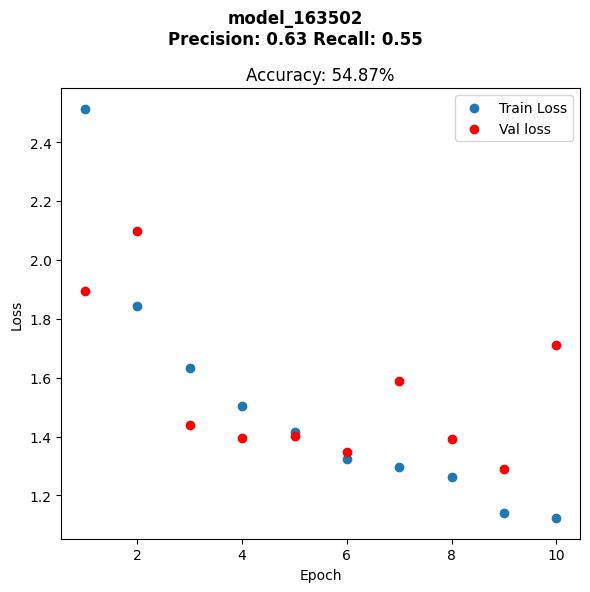 model_163502
Precision: 0.63 Recall: 0.55
Accuracy: 54.87%
Train Loss
Val loss
2.4
2.2
2.0
1.8
1.6
1.4
1.2
Loss
2
4
6
8
10
Epoch